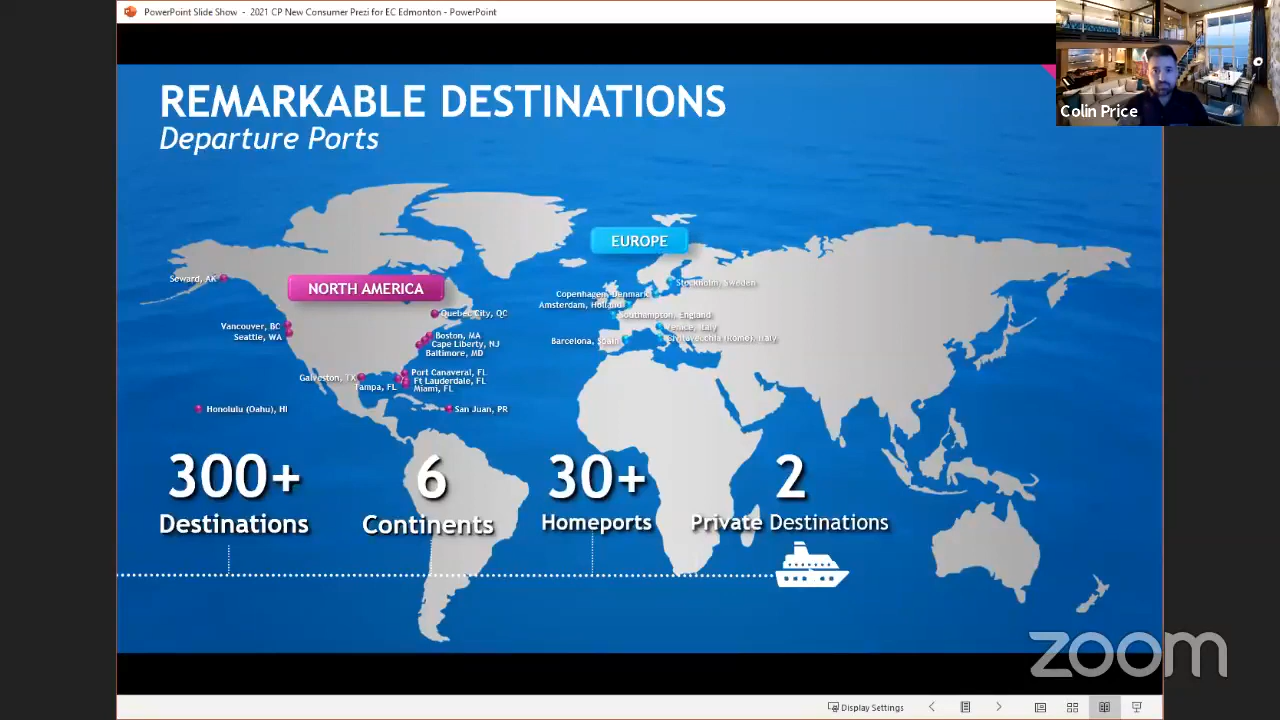 PowerPoint Slide Show - 2021 CP New Consumer Prezi for EC Edmonton - PowerPoint
Colin Price
REMARKABLE DESTINATIONS
Departure Ports
EUROPE
NORTH AMERICA
Seward, AK
Stockholm, Sweden
Copenhagen, Denmark
Amsterdam, Holland
Southampton, England
Quebec City, QC
Vancouver, BC
Seattle, WA
Venice, Italy
Boston, MA
Cape Liberty, NJ
Baltimore, MD
Barcelona, Spain
Civitavecchia (Rome), Italy
Port Canaveral, FL
Galveston, TX
Ft Lauderdale, FL
Tampa, FL
Miami, FL
Honolulu (Oahu), HI
San Juan, PR
300+
Destinations
6
Continents
30+
Homeports
2
Private Destinations
zoom
Display Settings